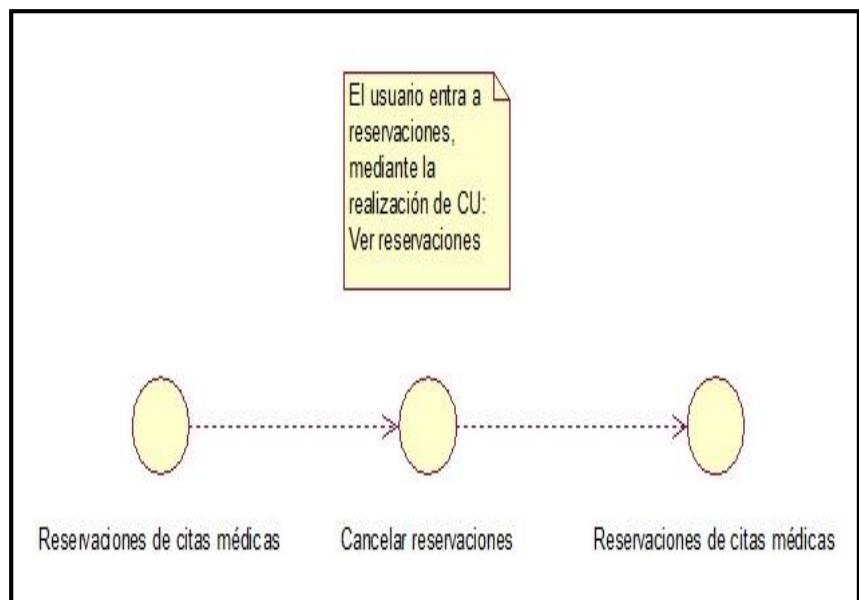 El usuario entra a
reservaciones,
mediante la
realización de CU:
Ver reservaciones
Reservaciones de citas médicas
Cancelar reservaciones
Reservaciones de citas médicas